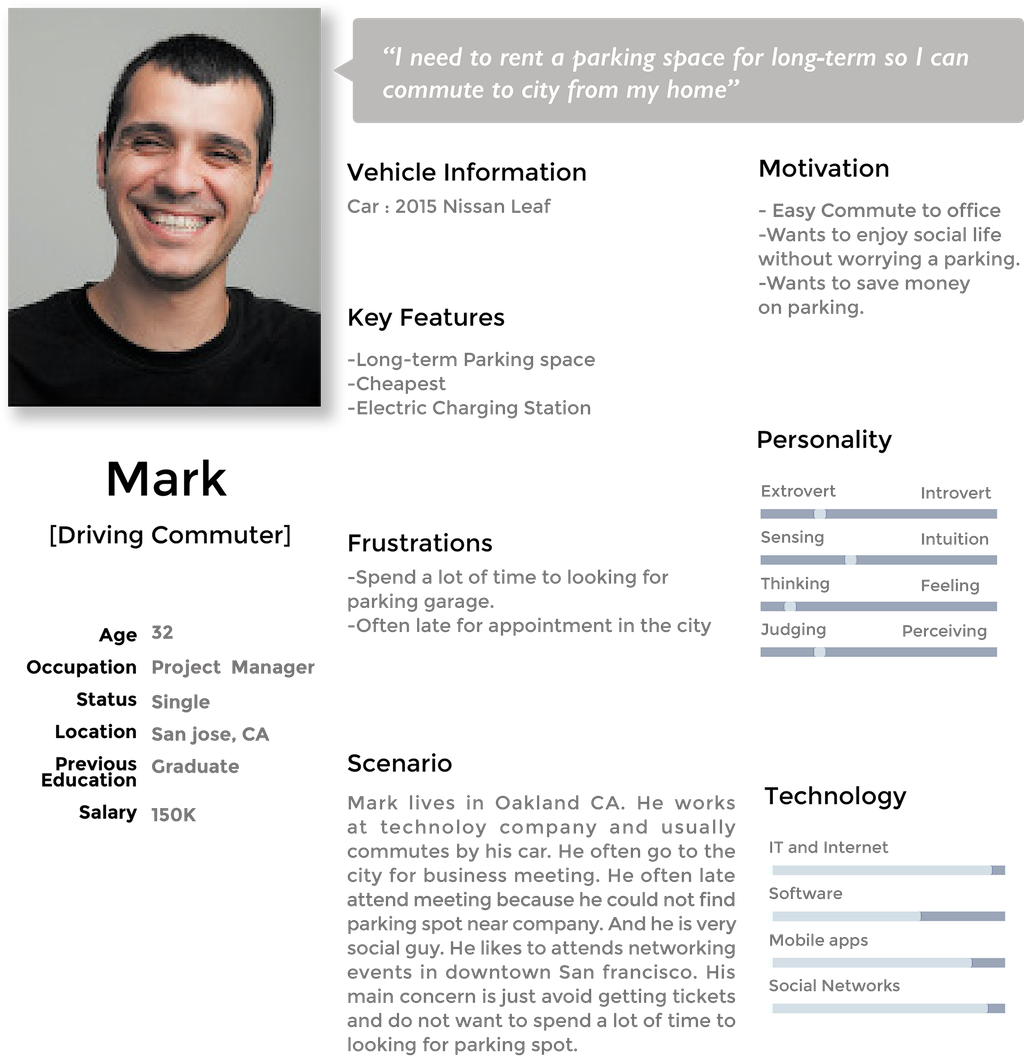 “I need to rent a parking space for long-term so I can
commute to city from my home”
Mark
[Driving Commuter]
Age 32
Occupation Project Manager
Status Single
Location San jose, CA
Previous
Education Graduate
Salary 150K
Vehicle Information
Car : 2015 Nissan Leaf
Key Features
-Long-term Parking space
-Cheapest
-Electric Charging Station
Frustrations
-Spend a lot of time to looking for
parking garage.
-Often late for appointment in the city
Scenario
Mark lives in Oakland CA. He works
at technoloy company and usually
commutes by his car. He often go to the
city for business meeting. He often late
attend meeting because he could not find
parking spot near company. And he is very
social guy. He likes to attends networking
events in downtown San francisco. His
main concern is just avoid getting tickets
and do not want to spend a lot of time to
looking for parking spot.
Motivation
- Easy Commute to office
-Wants to enjoy social life
without worrying a parking.
-Wants to save money
on parking.
Personality
Extrovert Introvert
Sensing Intuition
Thinking Feeling
Judging Perceiving
Technology
IT and Internet
Software
Mobile apps
Social Networks